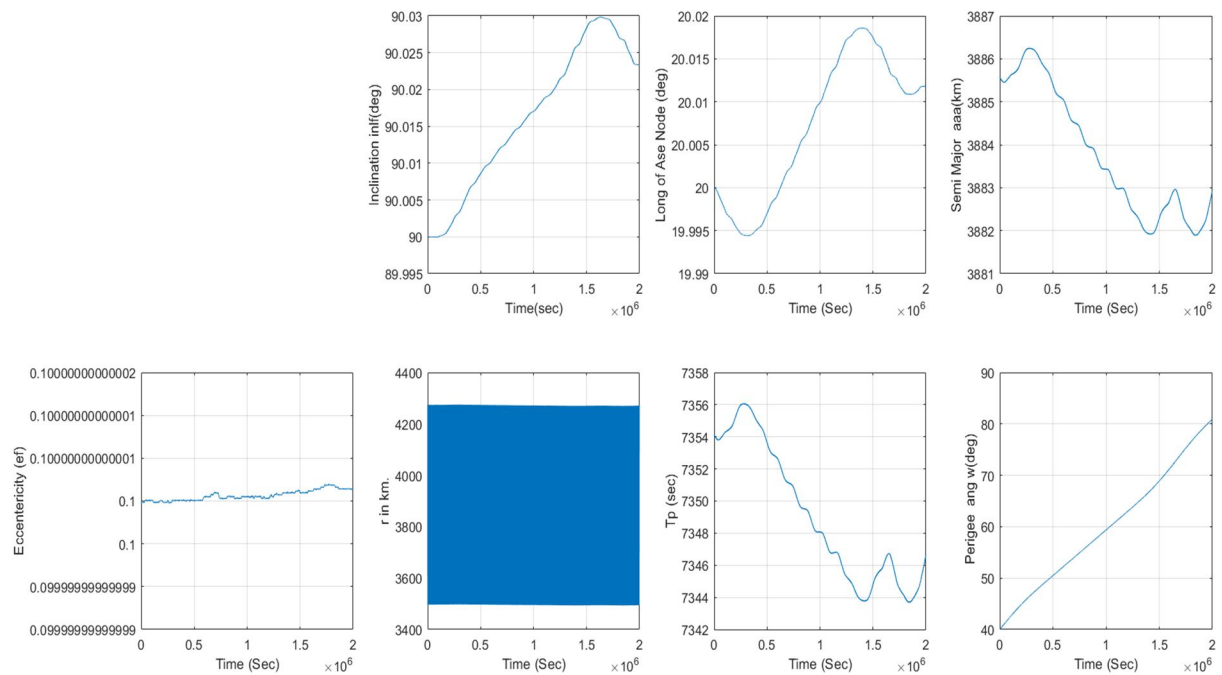 Inclination inlf(deg)
90.03
90.025
90.02
90.015
90.01
90.005
90
89.995
0 0.5 1 1.5 2
Time(sec) ×10^6
Long of Ase Node (deg)
20.02
20.015
20.01
20.005
20
19.995
19.99
0 0.5 1 1.5 2
Time (Sec) ×10^6
Semi Major aaa(km)
3887
3886
3885
3884
3883
3882
3881
0 0.5 1 1.5 2
Time (Sec) ×10^6
Eccentericity (ef)
0.10000000000002
0.10000000000001
0.10000000000001
0.1
0.1
0.09999999999999
0.09999999999999
0 0.5 1 1.5 2
Time (Sec) ×10^6
r in km.
4400
4200
4000
3800
3600
3400
0 0.5 1 1.5 2
Time (Sec) ×10^6
Tp (sec)
7358
7356
7354
7352
7350
7348
7346
7344
7342
0 0.5 1 1.5 2
Time (Sec) ×10^6
Perigee ang w(deg)
90
80
70
60
50
40
0 0.5 1 1.5 2
Time (Sec) ×10^6